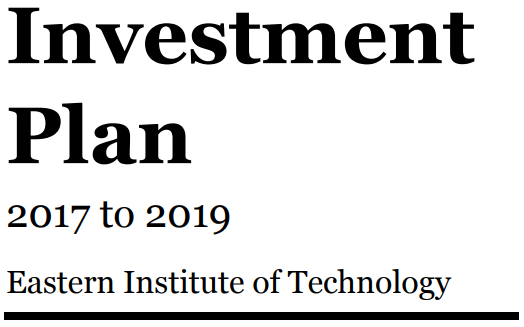 Investment
Plan
2017 to 2019
Eastern Institute of Technology